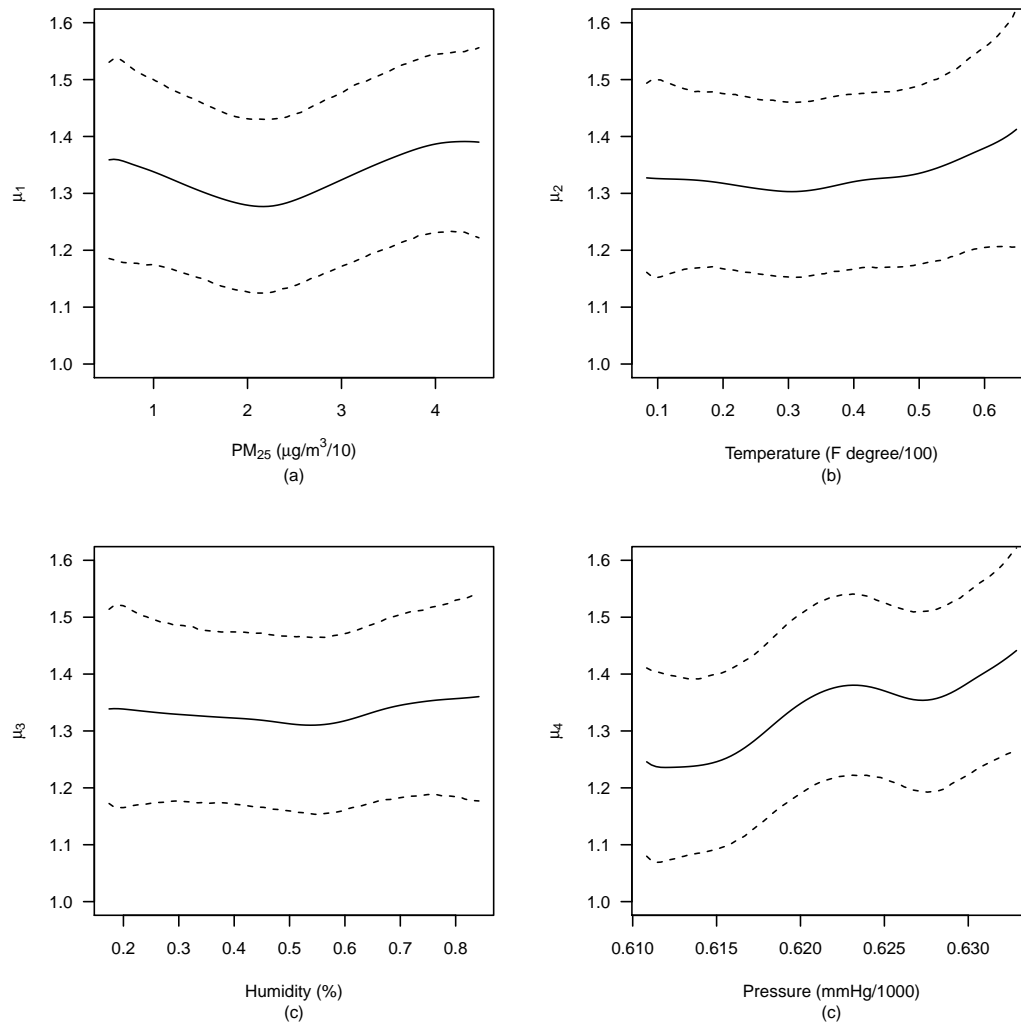 1.6
1.5
1.4
1.3
1.2
1.1
1.0
μ1
1 2 3 4
PM25 (μg/m3/10)
(a)
1.6
1.5
1.4
1.3
1.2
1.1
1.0
μ2
0.1 0.2 0.3 0.4 0.5 0.6
Temperature (F degree/100)
(b)
1.6
1.5
1.4
1.3
1.2
1.1
1.0
μ3
0.2 0.3 0.4 0.5 0.6 0.7 0.8
Humidity (%)
(c)
1.6
1.5
1.4
1.3
1.2
1.1
1.0
μ4
0.610 0.615 0.620 0.625 0.630
Pressure (mmHg/1000)
(c)